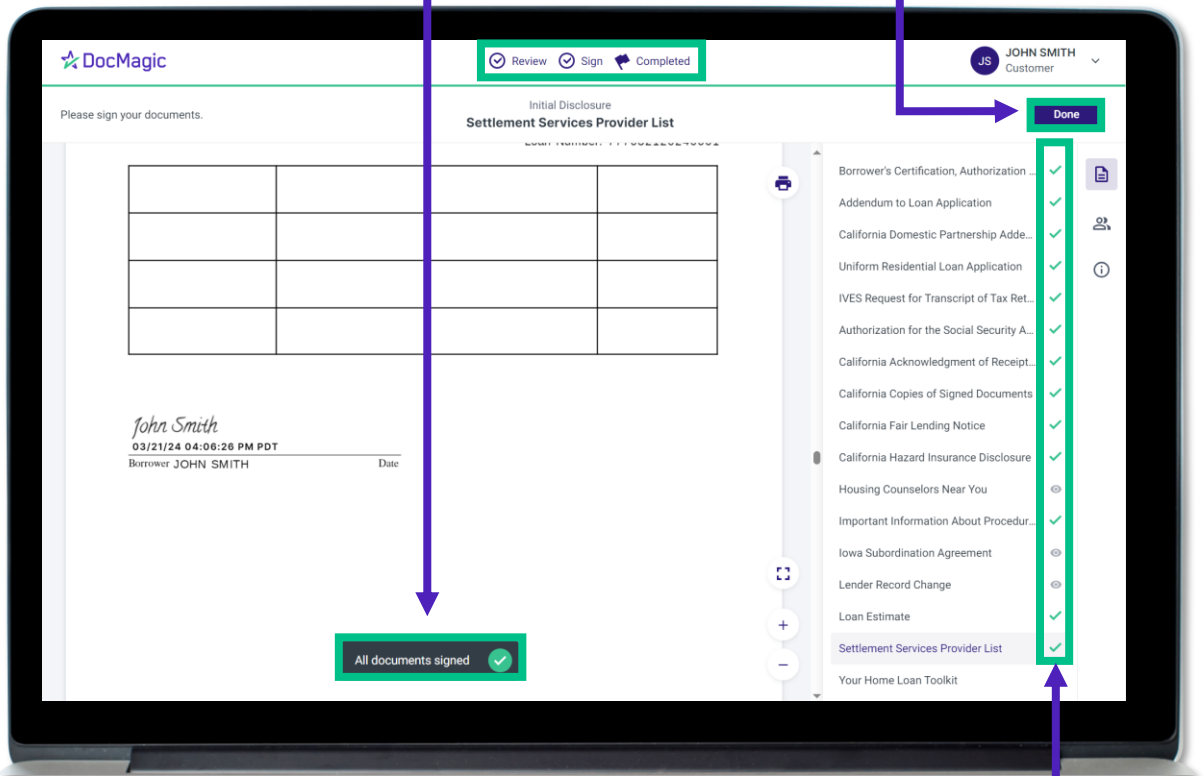 DocMagic
Review Sign Completed
JS
JOHN SMITH
Customer
Please sign your documents.
Initial Disclosure
Settlement Services Provider List
Done
Loan Number:
John Smith
03/21/24 04:06:26 PM PDT
Borrower JOHN SMITH Date
All documents signed
Borrower's Certification, Authorization ...
Addendum to Loan Application
California Domestic Partnership Adde...
Uniform Residential Loan Application
IVES Request for Transcript of Tax Ret...
Authorization for the Social Security A...
California Acknowledgment of Receipt...
California Copies of Signed Documents
California Fair Lending Notice
California Hazard Insurance Disclosure
Housing Counselors Near You
Important Information About Procedur...
Iowa Subordination Agreement
Lender Record Change
Loan Estimate
Settlement Services Provider List
Your Home Loan Toolkit